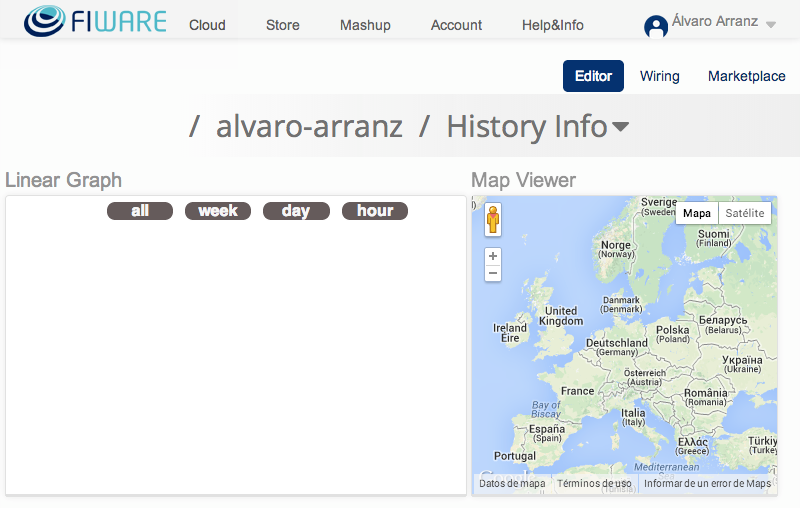 FIWARE Cloud Store Mashup Account Help&Info Álvaro Arranz
Editor Wiring Marketplace
/ alvaro-arranz / History Info
Linear Graph
all week day hour
Map Viewer
Mapa Satélite
Sverige
(Sweden)
Suomi
(Finland)
Norge
(Norway)
Danmark
(Denmark)
United
Kingdom
Ireland
Éire
Беларусь
(Belarus)
Polska
(Poland)
Deutschland
(Germany)
Україна
(Ukraine)
Österreich
(Austria)
France
România
(Romania)
Bay of
Biscay
Italia
(Italy)
España
(Spain)
Ελλάς
(Greece)
Türkiy
(Turkey
Portugal
Mediterranean
Google
Datos de mapa Términos de uso Informar de un error de Maps
(Tunisia)